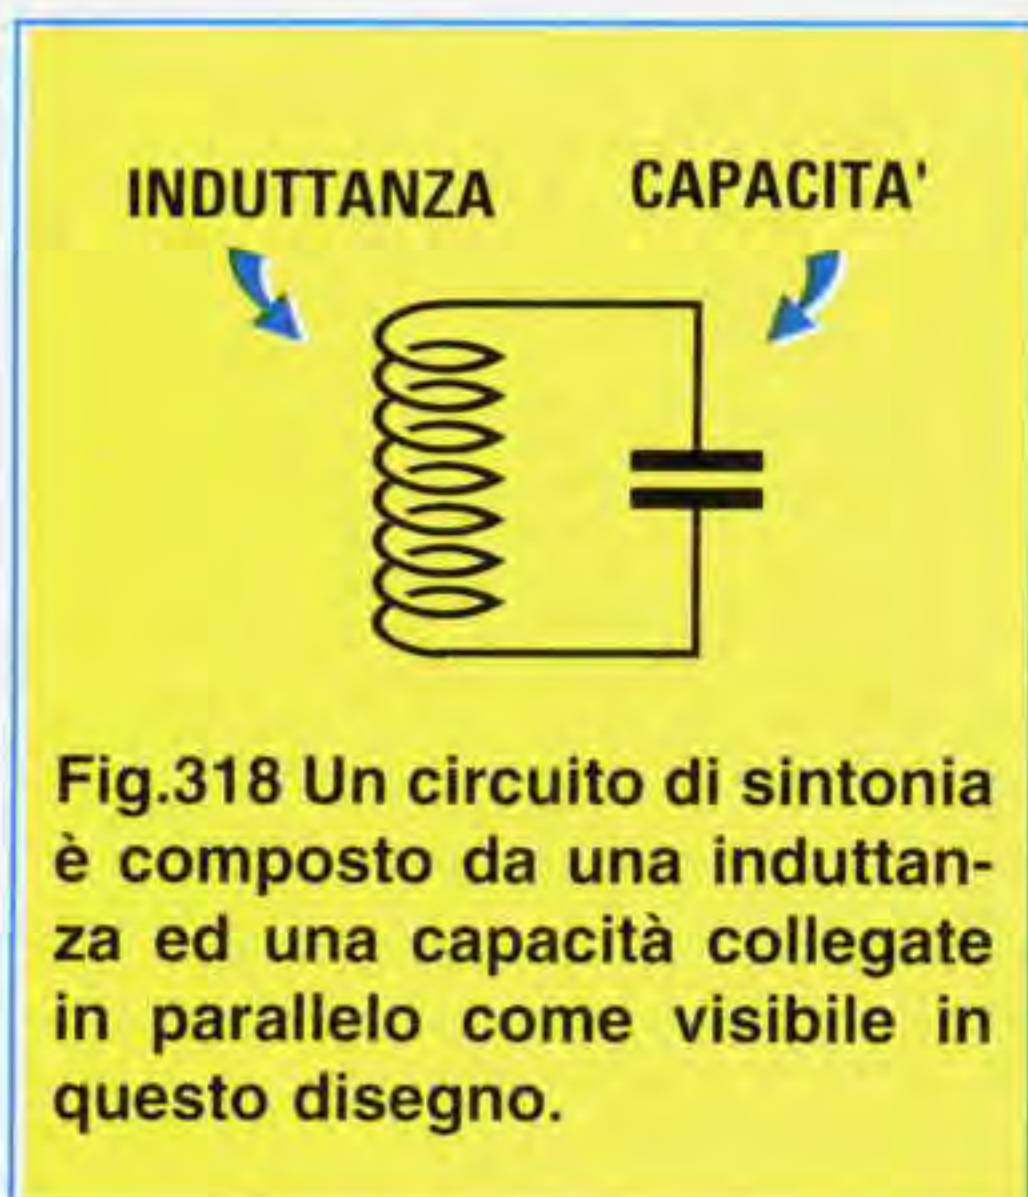 INDUTTANZA CAPACITA'
Fig.318 Un circuito di sintonia
è composto da una induttan-
za ed una capacità collegate
in parallelo come visibile in
questo disegno.